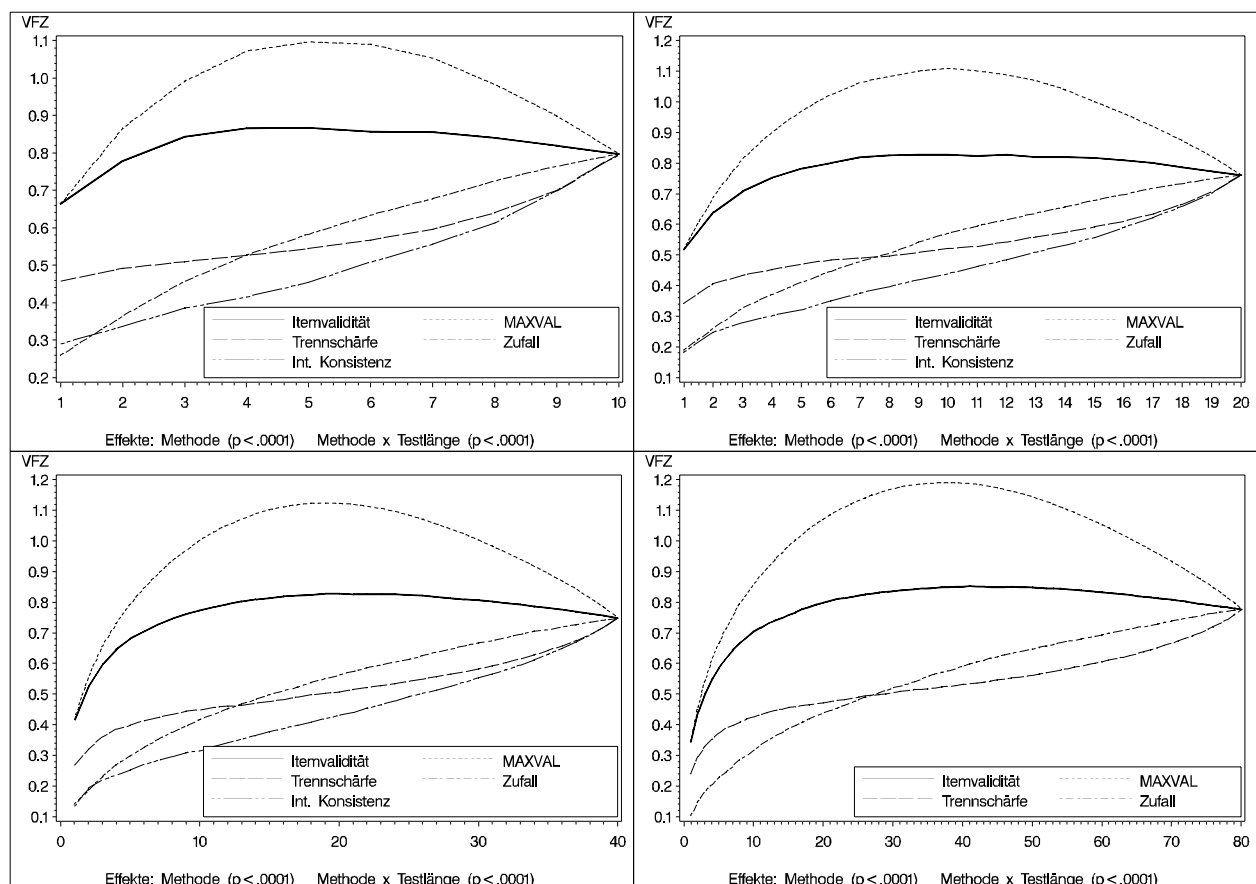 VFZ
1.1
1.0
0.9
0.8
0.7
0.6
0.5
0.4
0.3
0.2
Itemvalidität MAXVAL
Trennschärfe Zufall
Int. Konsistenz
1 2 3 4 5 6 7 8 9 10
Effekte: Methode (p<.0001) Methode x Testlänge (p<.0001)
VFZ
1.2
1.1
1.0
0.9
0.8
0.7
0.6
0.5
0.4
0.3
0.2
0.1
Itemvalidität MAXVAL
Trennschärfe Zufall
Int. Konsistenz
1 2 3 4 5 6 7 8 9 10 11 12 13 14 15 16 17 18 19 20
Effekte: Methode (p<.0001) Methode x Testlänge (p<.0001)
VFZ
1.2
1.1
1.0
0.9
0.8
0.7
0.6
0.5
0.4
0.3
0.2
0.1
Itemvalidität MAXVAL
Trennschärfe Zufall
Int. Konsistenz
0 10 20 30 40
Effekte: Methode (p<.0001) Methode x Testlänge (p<.0001)
VFZ
1.2
1.1
1.0
0.9
0.8
0.7
0.6
0.5
0.4
0.3
0.2
0.1
Itemvalidität MAXVAL
Trennschärfe Zufall
0 10 20 30 40 50 60 70 80
Effekte: Methode (p<.0001) Methode x Testlänge (p<.0001)